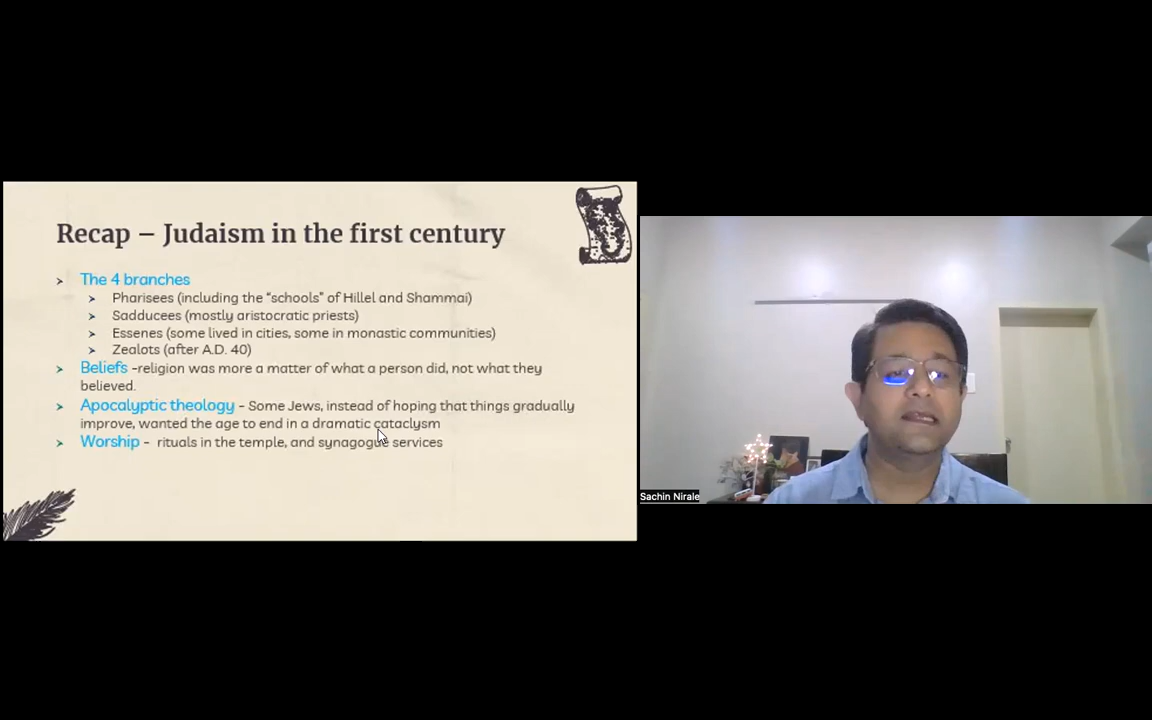 Recap – Judaism in the first century
The 4 branches
Pharisees (including the “schools” of Hillel and Shammai)
Sadducees (mostly aristocratic priests)
Essenes (some lived in cities, some in monastic communities)
Zealots (after A.D. 40)
Beliefs -religion was more a matter of what a person did, not what they
believed.
Apocalyptic theology - Some Jews, instead of hoping that things gradually
improve, wanted the age to end in a dramatic cataclysm
Worship - rituals in the temple, and synagogue services
Sachin Nirale